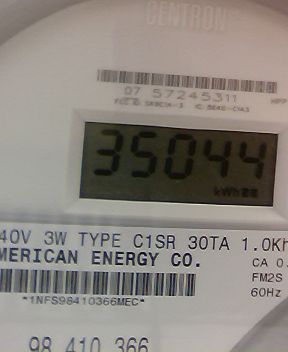 CENTRON
07 57245311
HPP
35044
kWh
40V 3W TYPE C1SR 30TA 1.0Kh
MERICAN ENERGY CO.
CA 0.
FM2S
60Hz
*1NFS98410366MEC*
98 410 366